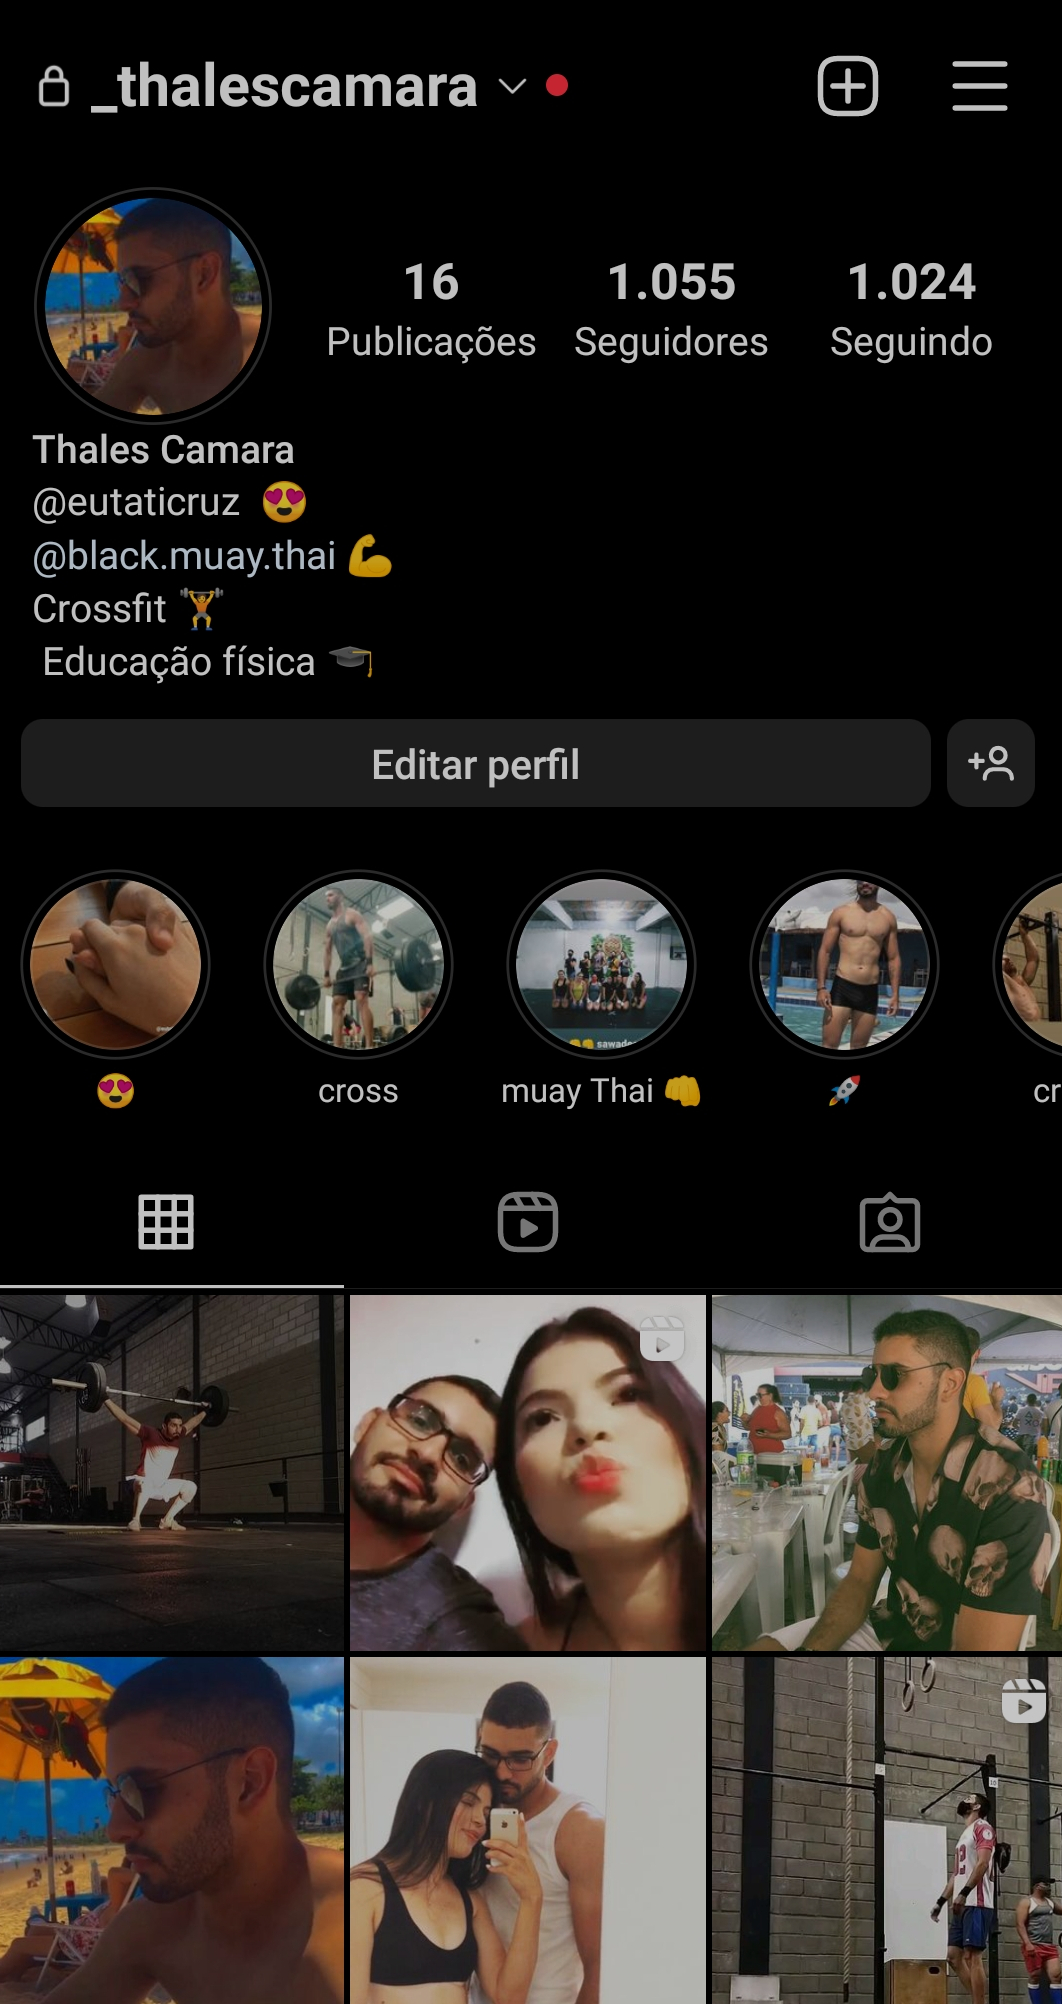 _thalescamara
16 1.055 1.024
Publicações Seguidores Seguindo
Thales Camara
@eutaticruz 😍
@black.muay.thai 💪
Crossfit 🏋
Educação física 🎓
Editar perfil
sawade
😍 cross muay Thai 👊 🚀 cr